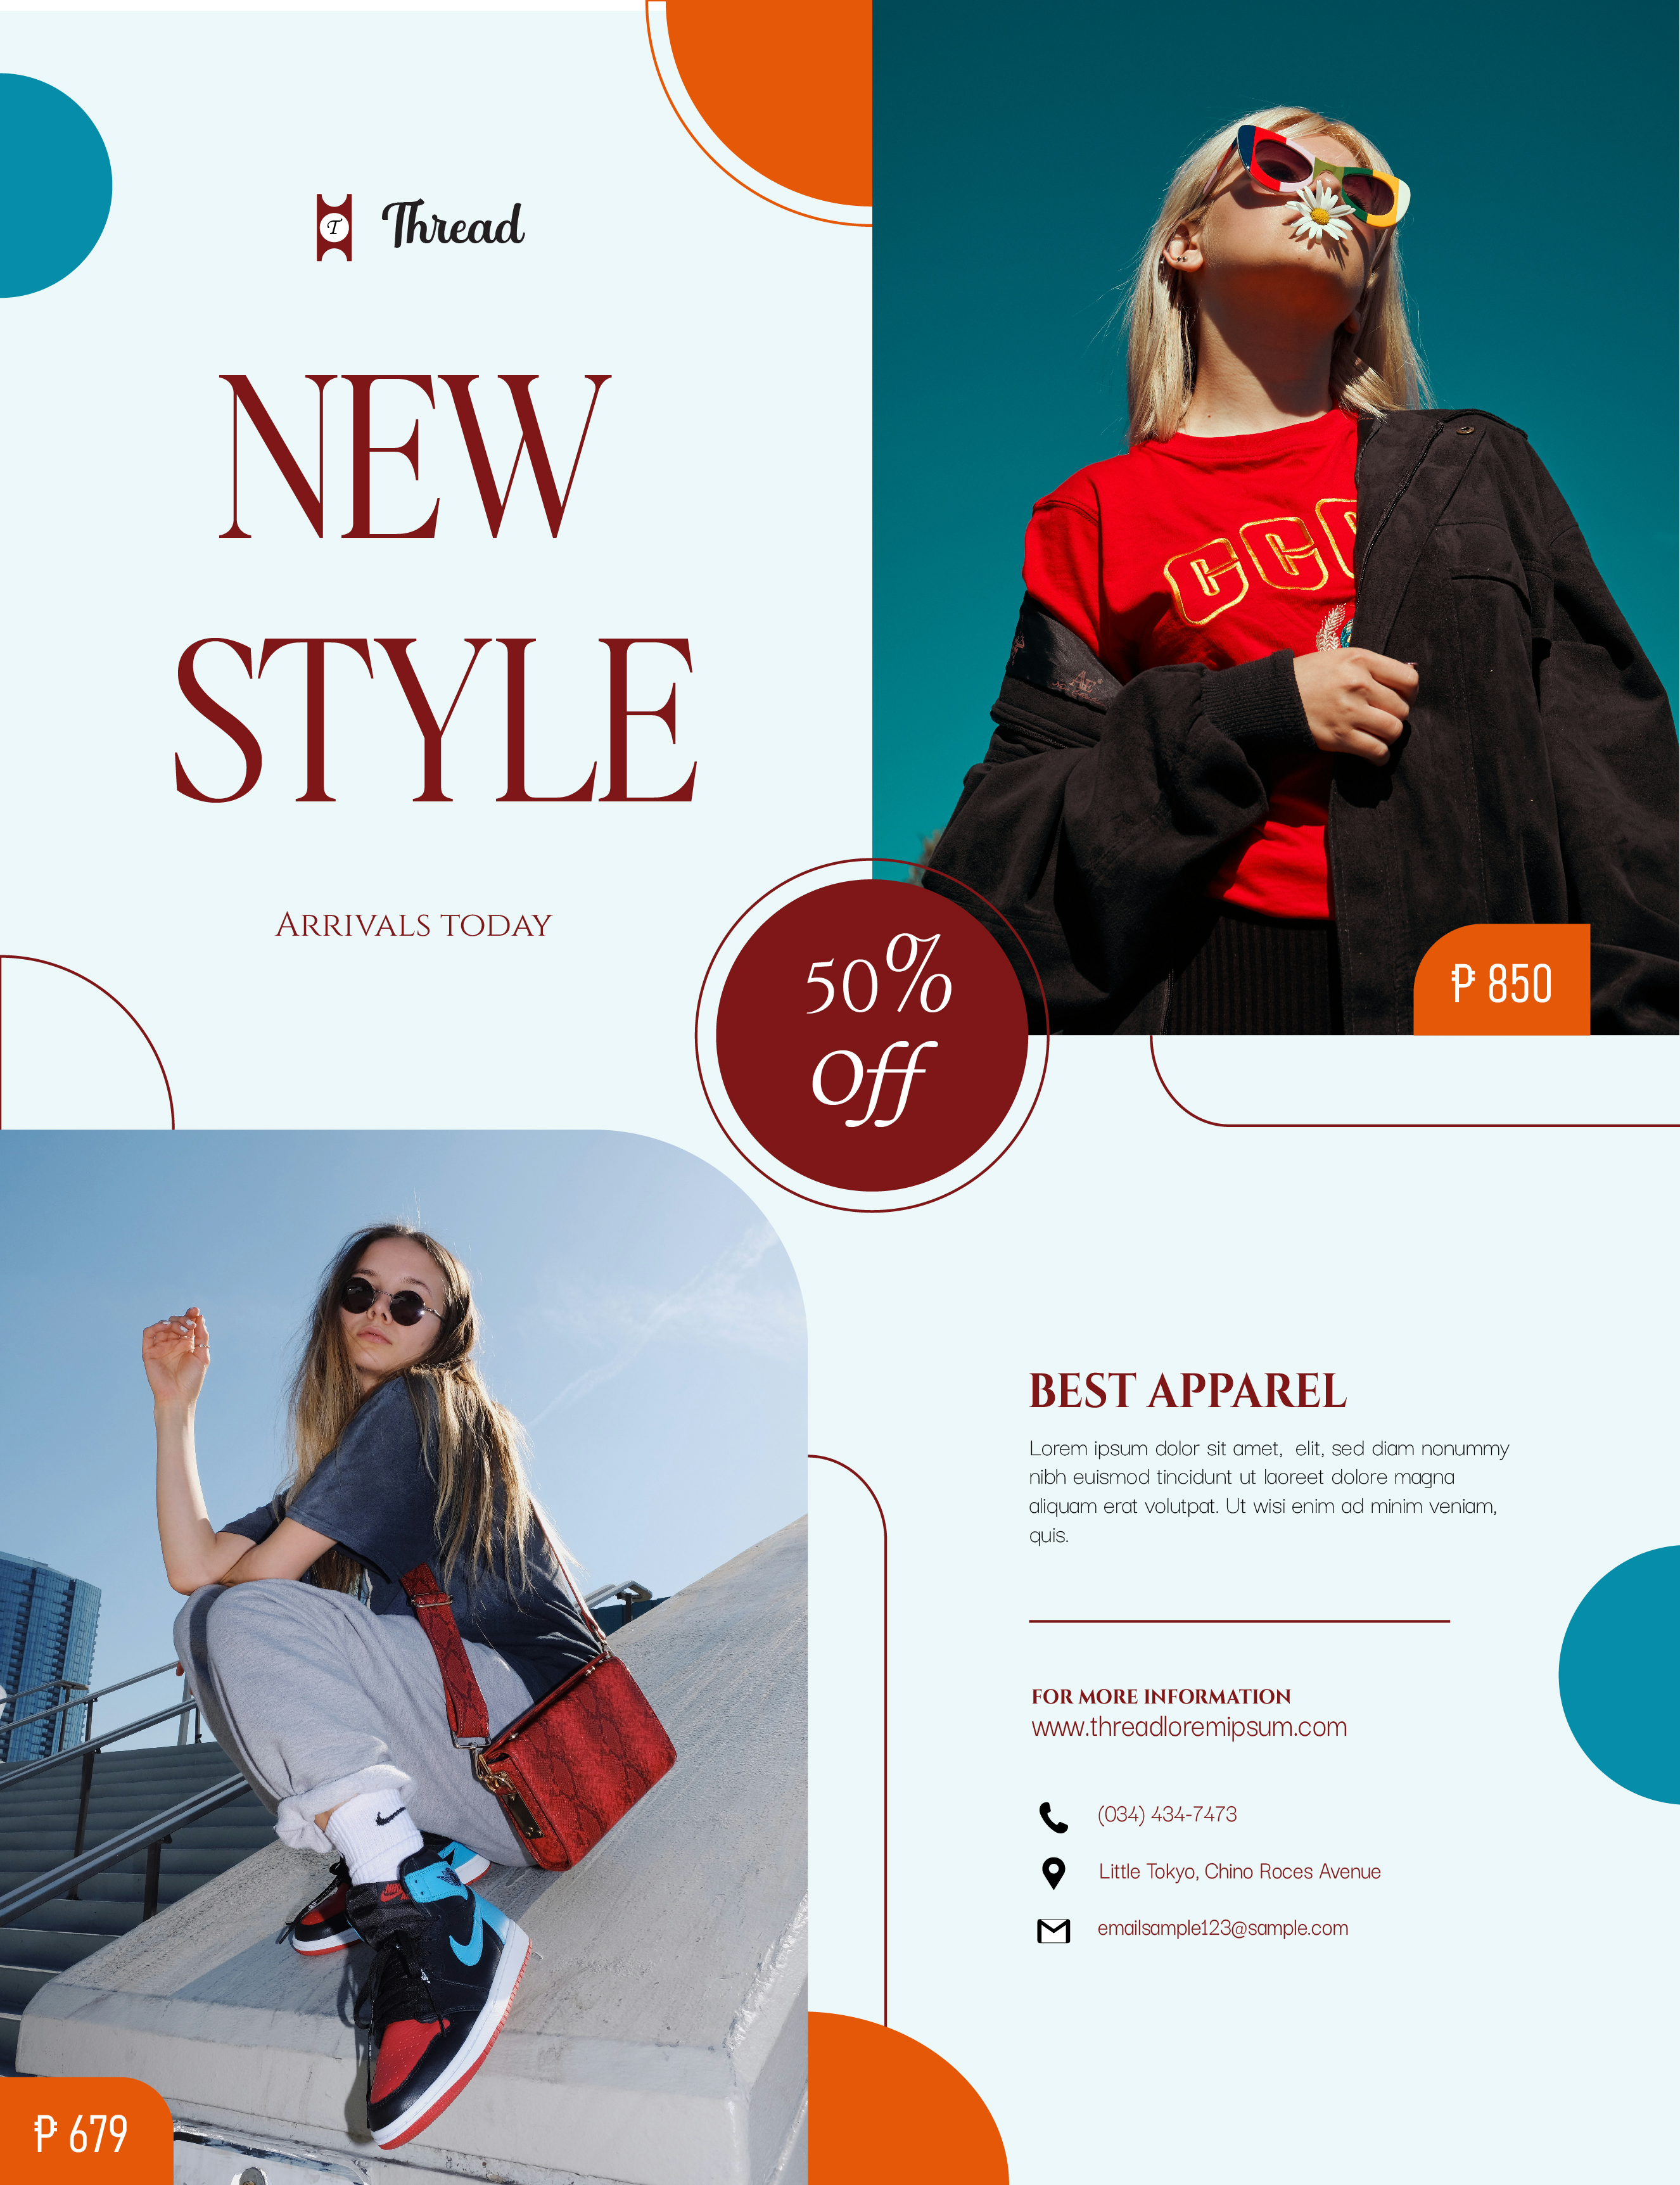 T
Thread
NEW
STYLE
ARRIVALS TODAY
50%
Off
₱ 850
₱ 679
BEST APPAREL
Lorem ipsum dolor sit amet,  elit, sed diam nonummy
nibh euismod tincidunt ut laoreet dolore magna
aliquam erat volutpat. Ut wisi enim ad minim veniam,
quis.
FOR MORE INFORMATION
www.threadloremipsum.com
(034) 434-7473
Little Tokyo, Chino Roces Avenue
emailsample123@sample.com